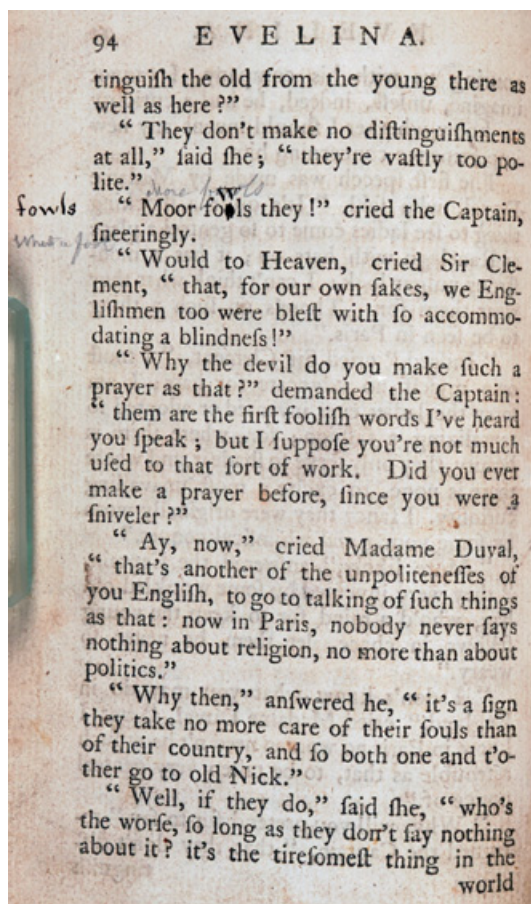 94 EVELINA.
tinguiſh the old from the young there as
well as here?”
“ They don't make no diſtinguiſhments
at all,” ſaid ſhe; “ they're vaſtly too po-
lite.”
more fowls
fowls “ Moor fowls they!” cried the Captain,
ſneeringly.
What a
“ Would to Heaven, cried Sir Cle-
ment, “ that, for our own ſakes, we Eng-
liſhmen too were bleſt with ſo accommo-
dating a blindneſs!”
“ Why the devil do you make ſuch a
prayer as that?” demanded the Captain:
“ them are the firſt fooliſh words I've heard
you ſpeak; but I ſuppoſe you're not much
uſed to that ſort of work. Did you ever
make a prayer before, ſince you were a
ſniveler?”
“ Ay, now,” cried Madame Duval,
“ that's another of the unpoliteneſſes of
you Engliſh, to go to talking of ſuch things
as that: now in Paris, nobody never ſays
nothing about religion, no more than about
politics.”
“ Why then,” anſwered he, “ it's a ſign
they take no more care of their ſouls than
of their country, and ſo both one and t'o-
ther go to old Nick.”
“ Well, if they do,” ſaid ſhe, “ who's
the worſe, ſo long as they don't ſay nothing
about it? it's the tireſomeſt thing in the
world